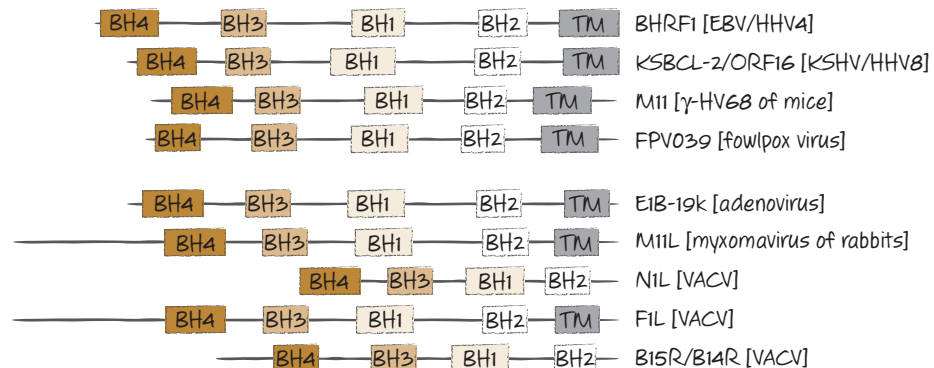 BH4 BH3 BH1 BH2 TM BHRF1 [EBV/HHV4]
BH4 BH3 BH1 BH2 TM KSBCL-2/ORF16 [KSHV/HHV8]
BH4 BH3 BH1 BH2 TM M11 [γ-HV68 of mice]
BH4 BH3 BH1 BH2 TM FPV039 [fowlpox virus]
BH4 BH3 BH1 BH2 TM E1B-19k [adenovirus]
BH4 BH3 BH1 BH2 TM M11L [myxomavirus of rabbits]
BH4 BH3 BH1 BH2 N1L [VACV]
BH4 BH3 BH1 BH2 TM F1L [VACV]
BH4 BH3 BH1 BH2 B15R/B14R [VACV]